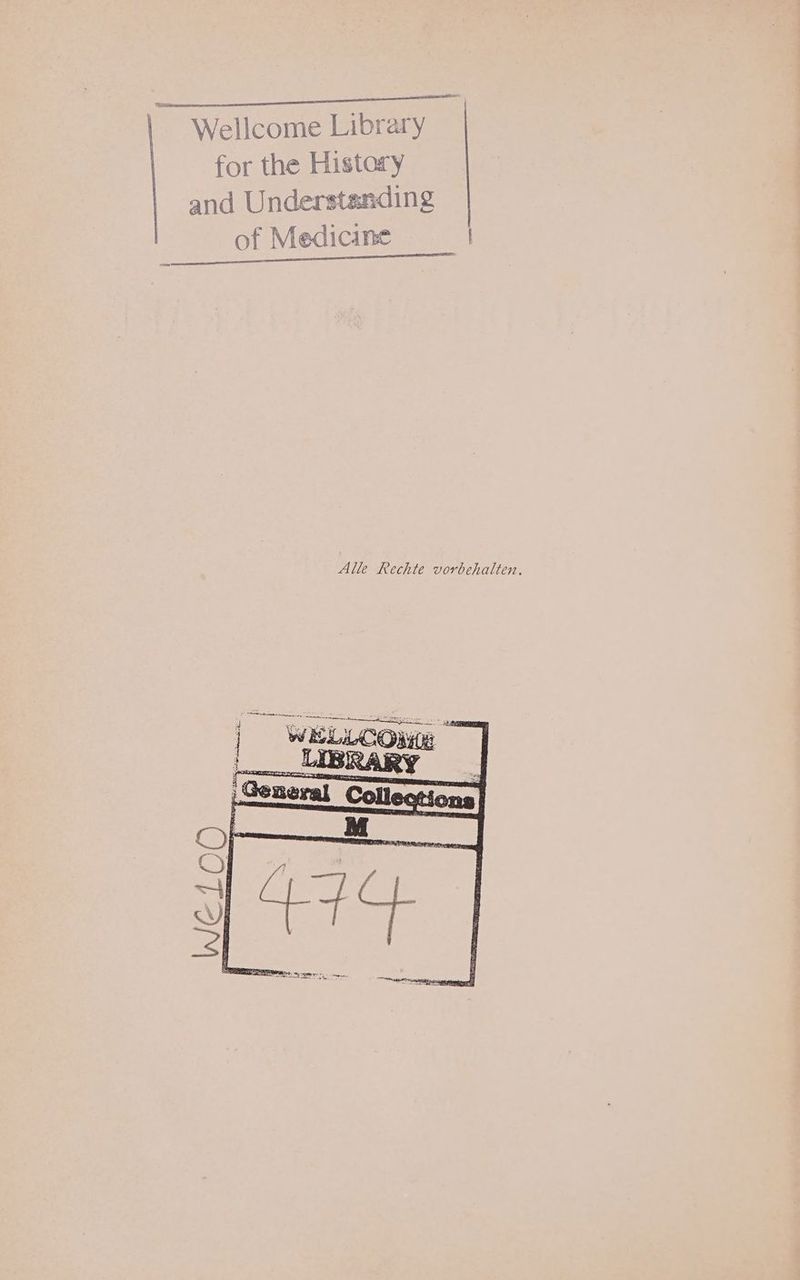 Wellcome Library
for the History
and Understanding
of Medicine
Alle Rechte vorbehalten.
WELLCOME
LIBRARY
General Collections
M
474
WC100